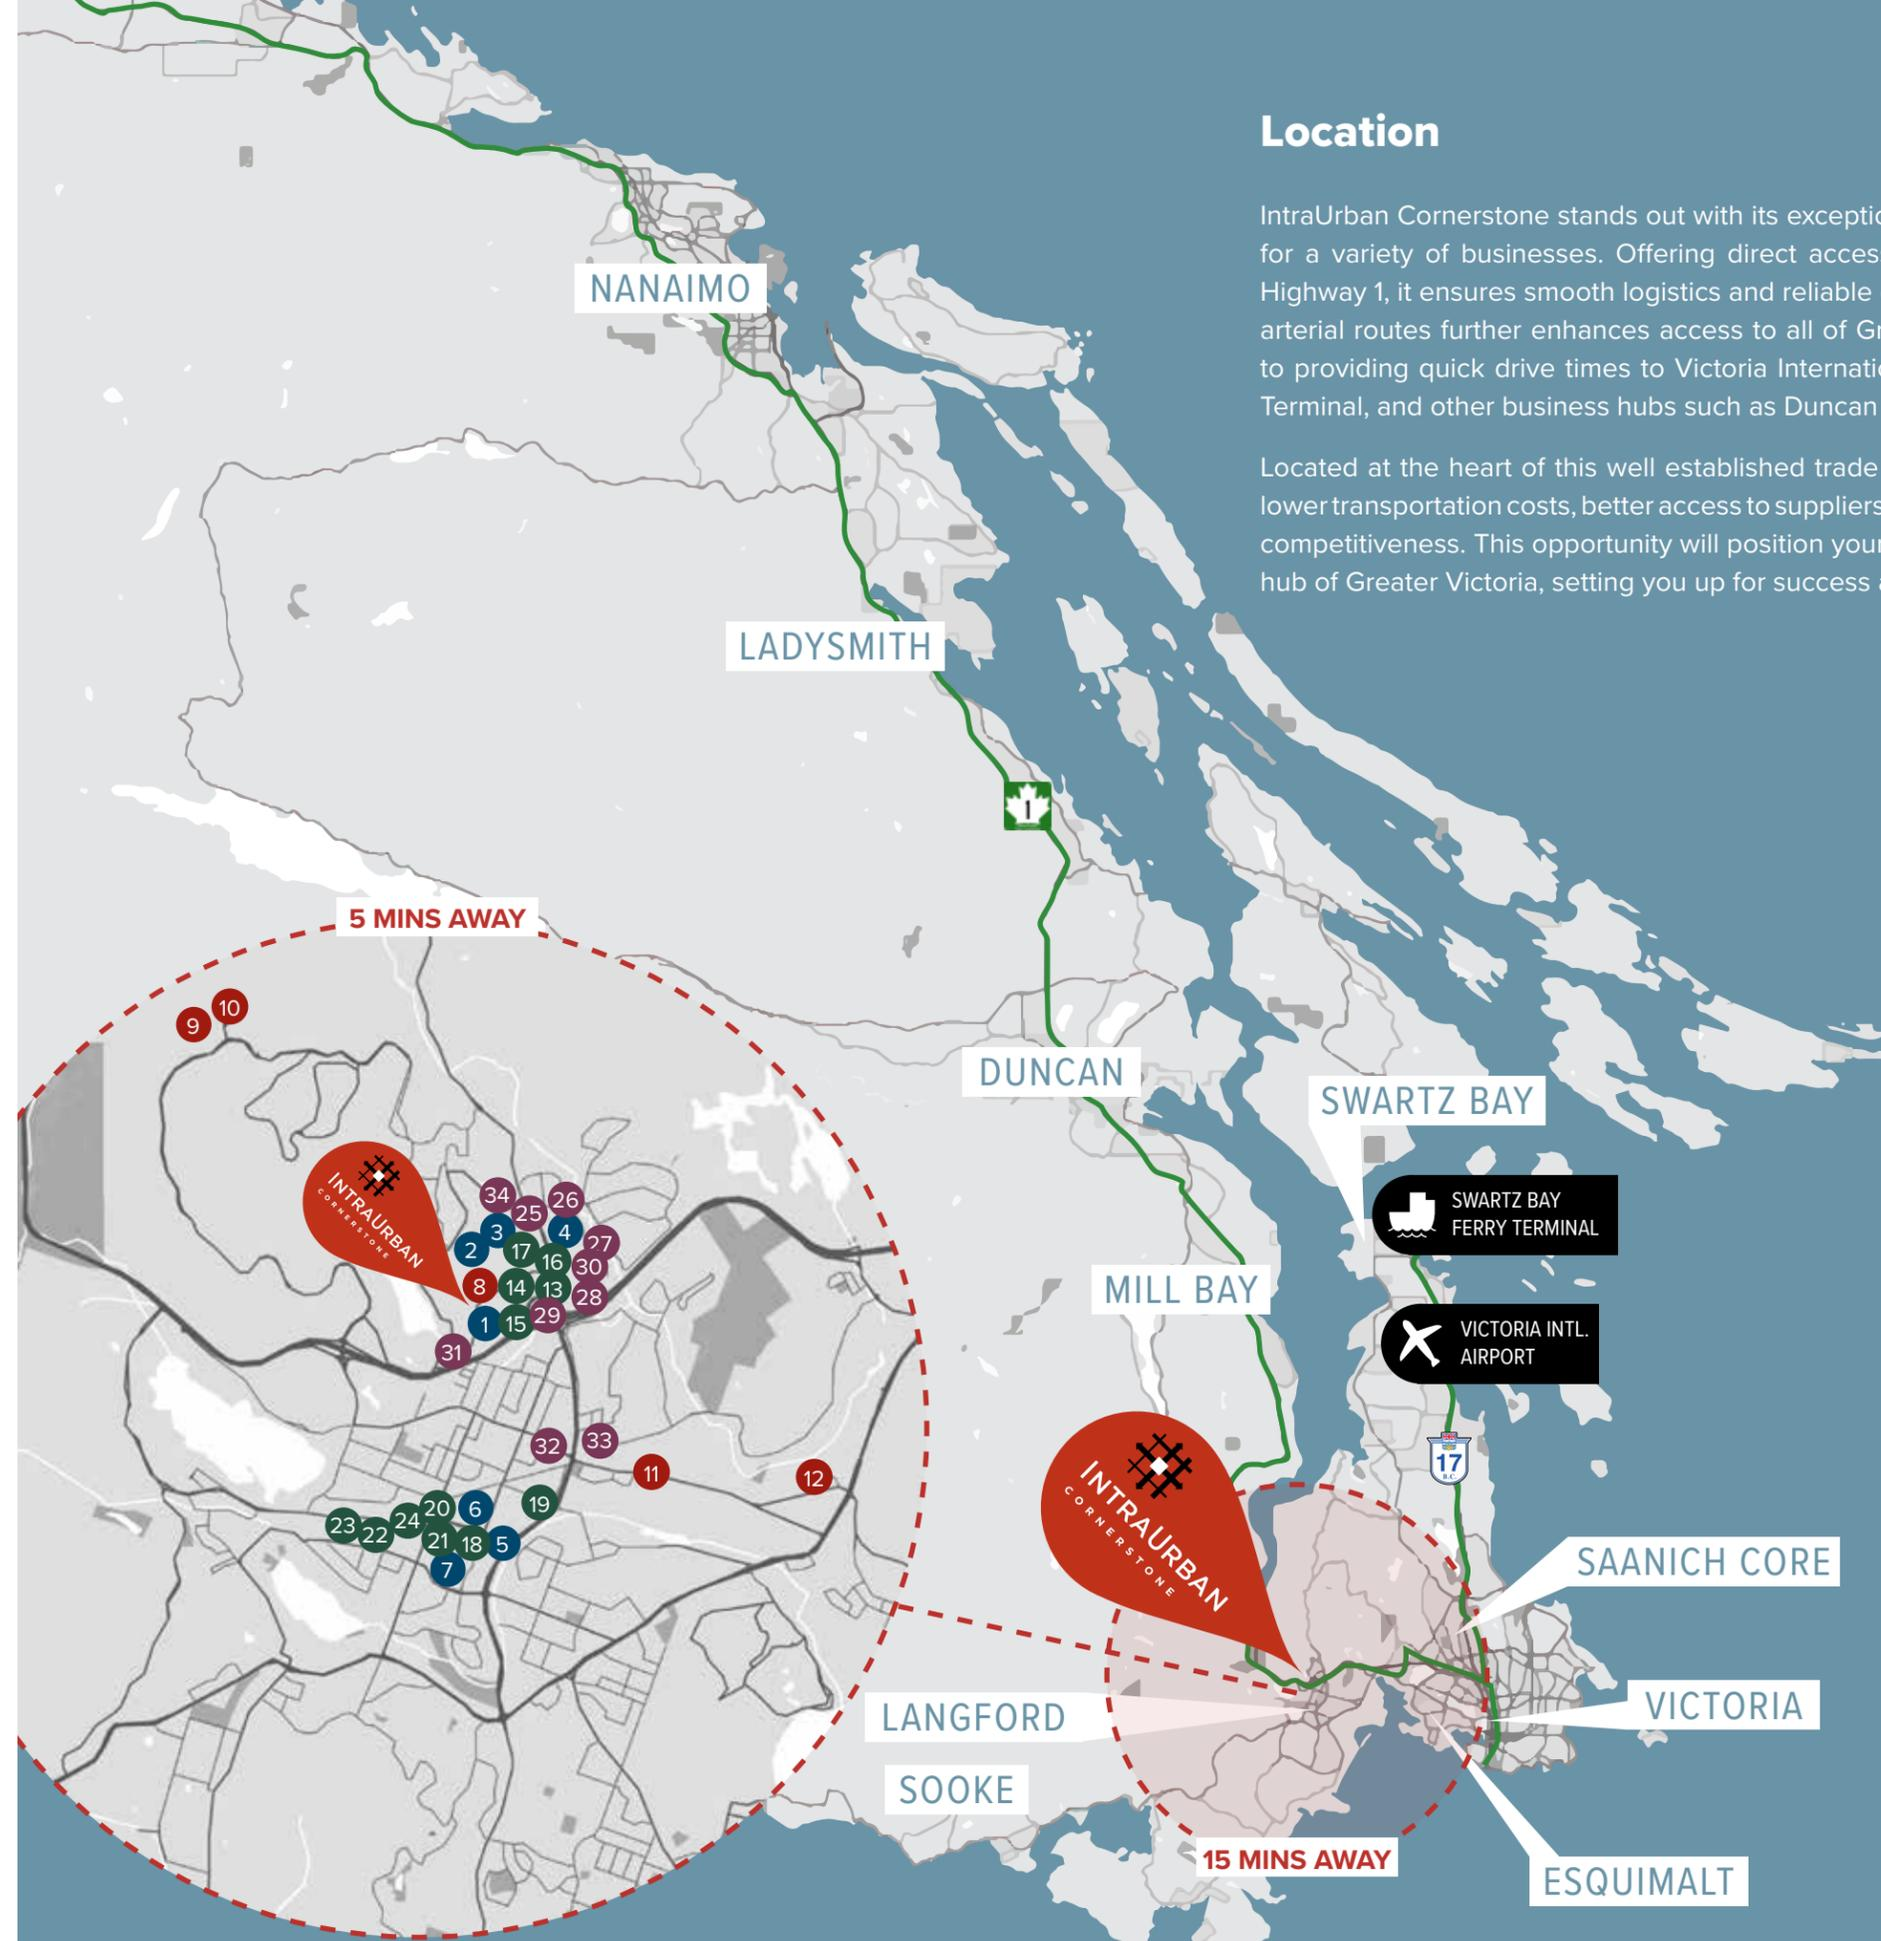 Location
IntraUrban Cornerstone stands out with its
for a variety of businesses. Offering direct
Highway 1, it ensures smooth logistics and reliable
arterial routes further enhances access to all of
to providing quick drive times to Victoria
Terminal, and other business hubs such as Duncan
Located at the heart of this well established trade
lower transportation costs, better access to suppliers
competitiveness. This opportunity will position your
hub of Greater Victoria, setting you up for success
NANAIMO
LADYSMITH
1
5 MINS AWAY
10
9
DUNCAN
SWARTZ BAY
SWARTZ BAY
FERRY TERMINAL
INTRAURBAN
CORNERSTONE
34
26
25
3
4
2
17
27
16
30
8
14
13
28
29
1
15
31
MILL BAY
VICTORIA INTL.
AIRPORT
32
33
11
12
17
B.C.
INTRAURBAN
CORNERSTONE
19
20
6
24
23
22
21
18
5
7
SAANICH CORE
LANGFORD
VICTORIA
SOOKE
15 MINS AWAY
ESQUIMALT